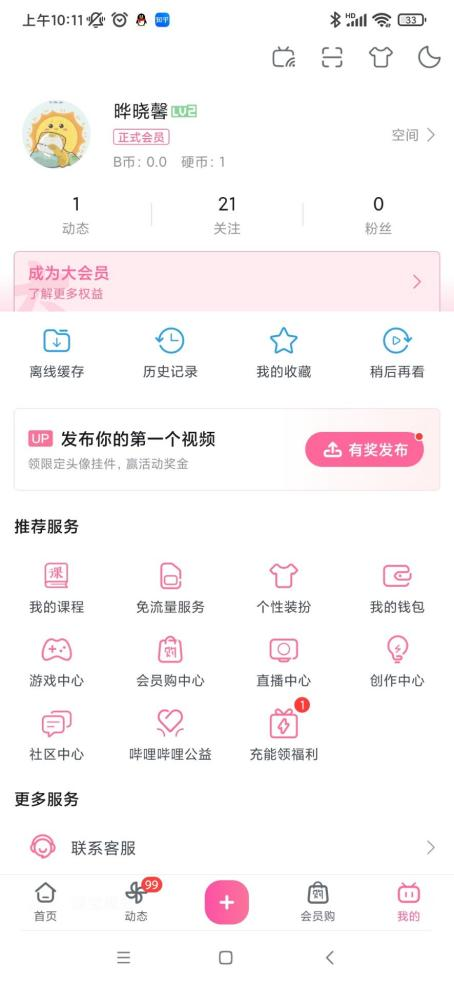 上午10:11 知乎 HD 33
晔晓馨 LV2
正式会员
B币：0.0 硬币：1
空间
1 21 0
动态 关注 粉丝
成为大会员
了解更多权益
离线缓存 历史记录 我的收藏 稍后再看
UP 发布你的第一个视频
领限定头像挂件，赢活动奖金
有奖发布
推荐服务
课 购
我的课程 免流量服务 个性装扮 我的钱包
游戏中心 会员购中心 直播中心 创作中心
1
社区中心 哔哩哔哩公益 充能领福利
更多服务
联系客服
99 购
首页 动态 会员购 我的